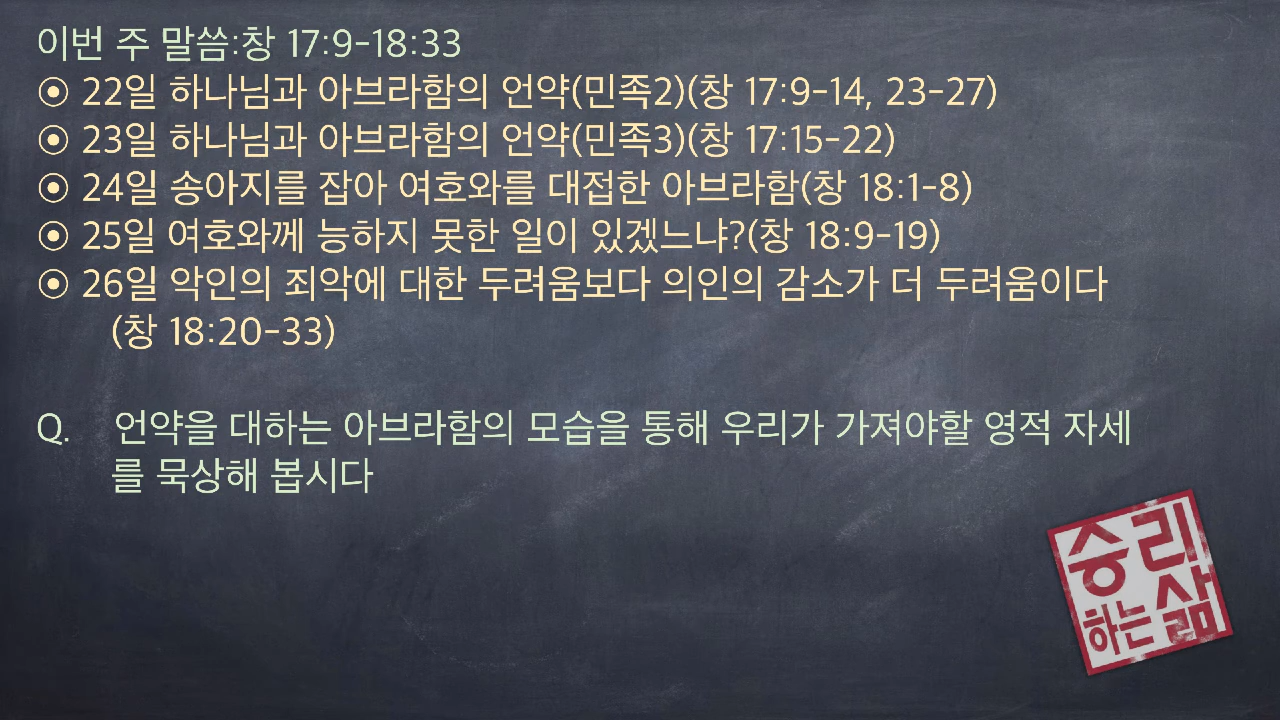 이번 주 말씀:창 17:9-18:33
⦿ 22일 하나님과 아브라함의 언약(민족2)(창 17:9-14, 23-27)
⦿ 23일 하나님과 아브라함의 언약(민족3)(창 17:15-22)
⦿ 24일 송아지를 잡아 여호와를 대접한 아브라함(창 18:1-8)
⦿ 25일 여호와께 능하지 못한 일이 있겠느냐?(창 18:9-19)
⦿ 26일 악인의 죄악에 대한 두려움보다 의인의 감소가 더 두려움이다
(창 18:20-33)
Q. 언약을 대하는 아브라함의 모습을 통해 우리가 가져야할 영적 자세
를 묵상해 봅시다
승리
하는 삶